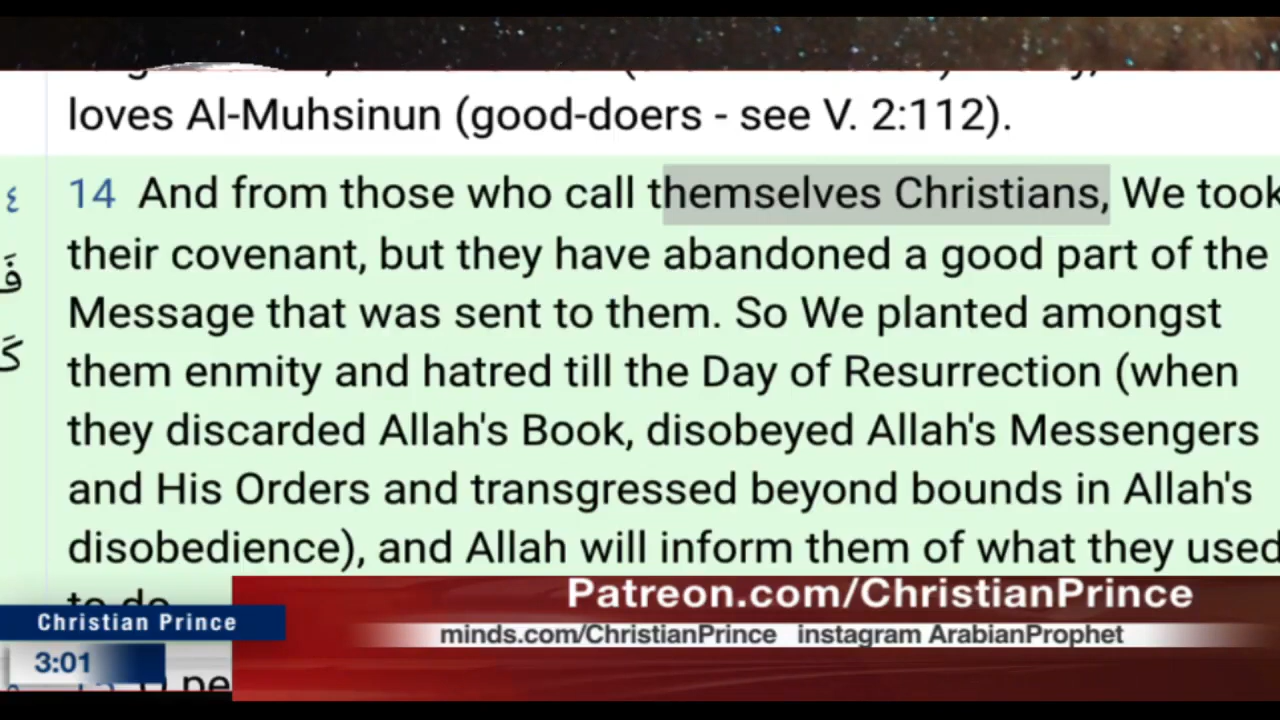 loves Al-Muhsinun (good-doers - see V. 2:112).
14 And from those who call themselves Christians, We took
their covenant, but they have abandoned a good part of the
Message that was sent to them. So We planted amongst
them enmity and hatred till the Day of Resurrection (when
they discarded Allah's Book, disobeyed Allah's Messengers
and His Orders and transgressed beyond bounds in Allah's
disobedience), and Allah will inform them of what they used
to do
Patreon.com/ChristianPrince
Christian Prince
minds.com/ChristianPrince instagram ArabianProphet
3:01